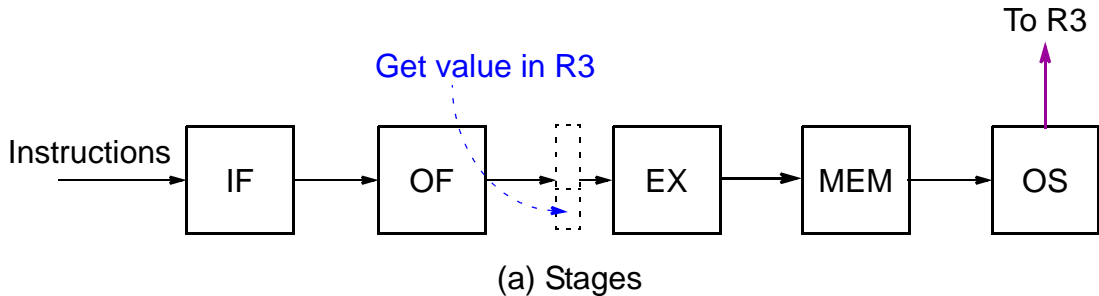 To R3
Get value in R3
Instructions
IF
OF
EX
MEM
OS
(a) Stages